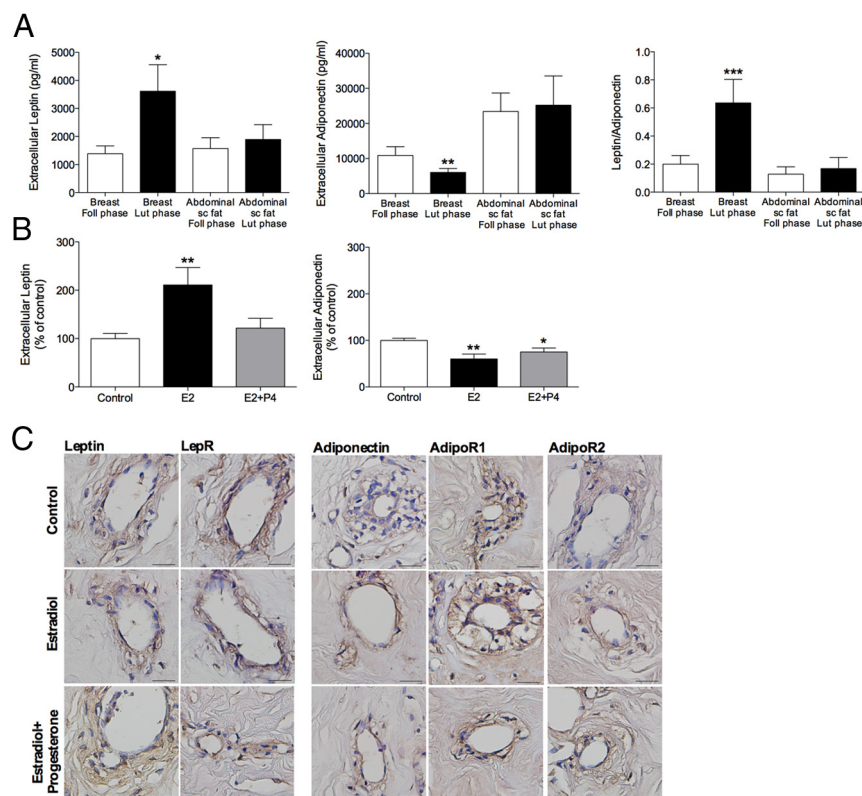 A
Extracellular Leptin (pg/ml)
5000
4000
3000
2000
1000
0
*
Breast
Foll phase
Breast
Lut phase
Abdominal
sc fat
Foll phase
Abdominal
sc fat
Lut phase
Extracellular Adiponectin (pg/ml)
40000
30000
20000
10000
0
**
Breast
Foll phase
Breast
Lut phase
Abdominal
sc fat
Foll phase
Abdominal
sc fat
Lut phase
Leptin/Adiponectin
1.0
0.8
0.6
0.4
0.2
0.0
***
Breast
Foll phase
Breast
Lut phase
Abdominal
sc fat
Foll phase
Abdominal
sc fat
Lut phase
B
Extracellular Leptin
(% of control)
300
200
100
0
**
Control
E2
E2+P4
Extracellular Adiponectin
(% of control)
300
200
100
0
**
*
Control
E2
E2+P4
C
Leptin
LepR
Adiponectin
AdipoR1
AdipoR2
Control
Estradiol
Estradiol+
Progesterone